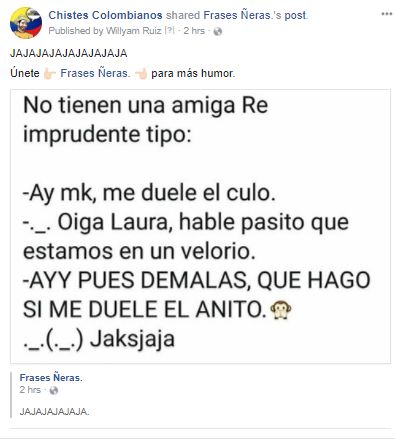 Chistes Colombianos shared Frases Ñeras.'s post.
Published by Willyam Ruiz [?] · 2 hrs ·
JAJAJAJAJAJAJAJAJA
Únete 👉🏻 Frases Ñeras. 👈🏻 para más humor.
No tienen una amiga Re
imprudente tipo:
-Ay mk, me duele el culo.
-._. Oiga Laura, hable pasito que
estamos en un velorio.
-AYY PUES DEMALAS, QUE HAGO
SI ME DUELE EL ANITO.🙊
._.(._.) Jaksjaja
Frases Ñeras.
2 hrs ·
JAJAJAJAJAJA.